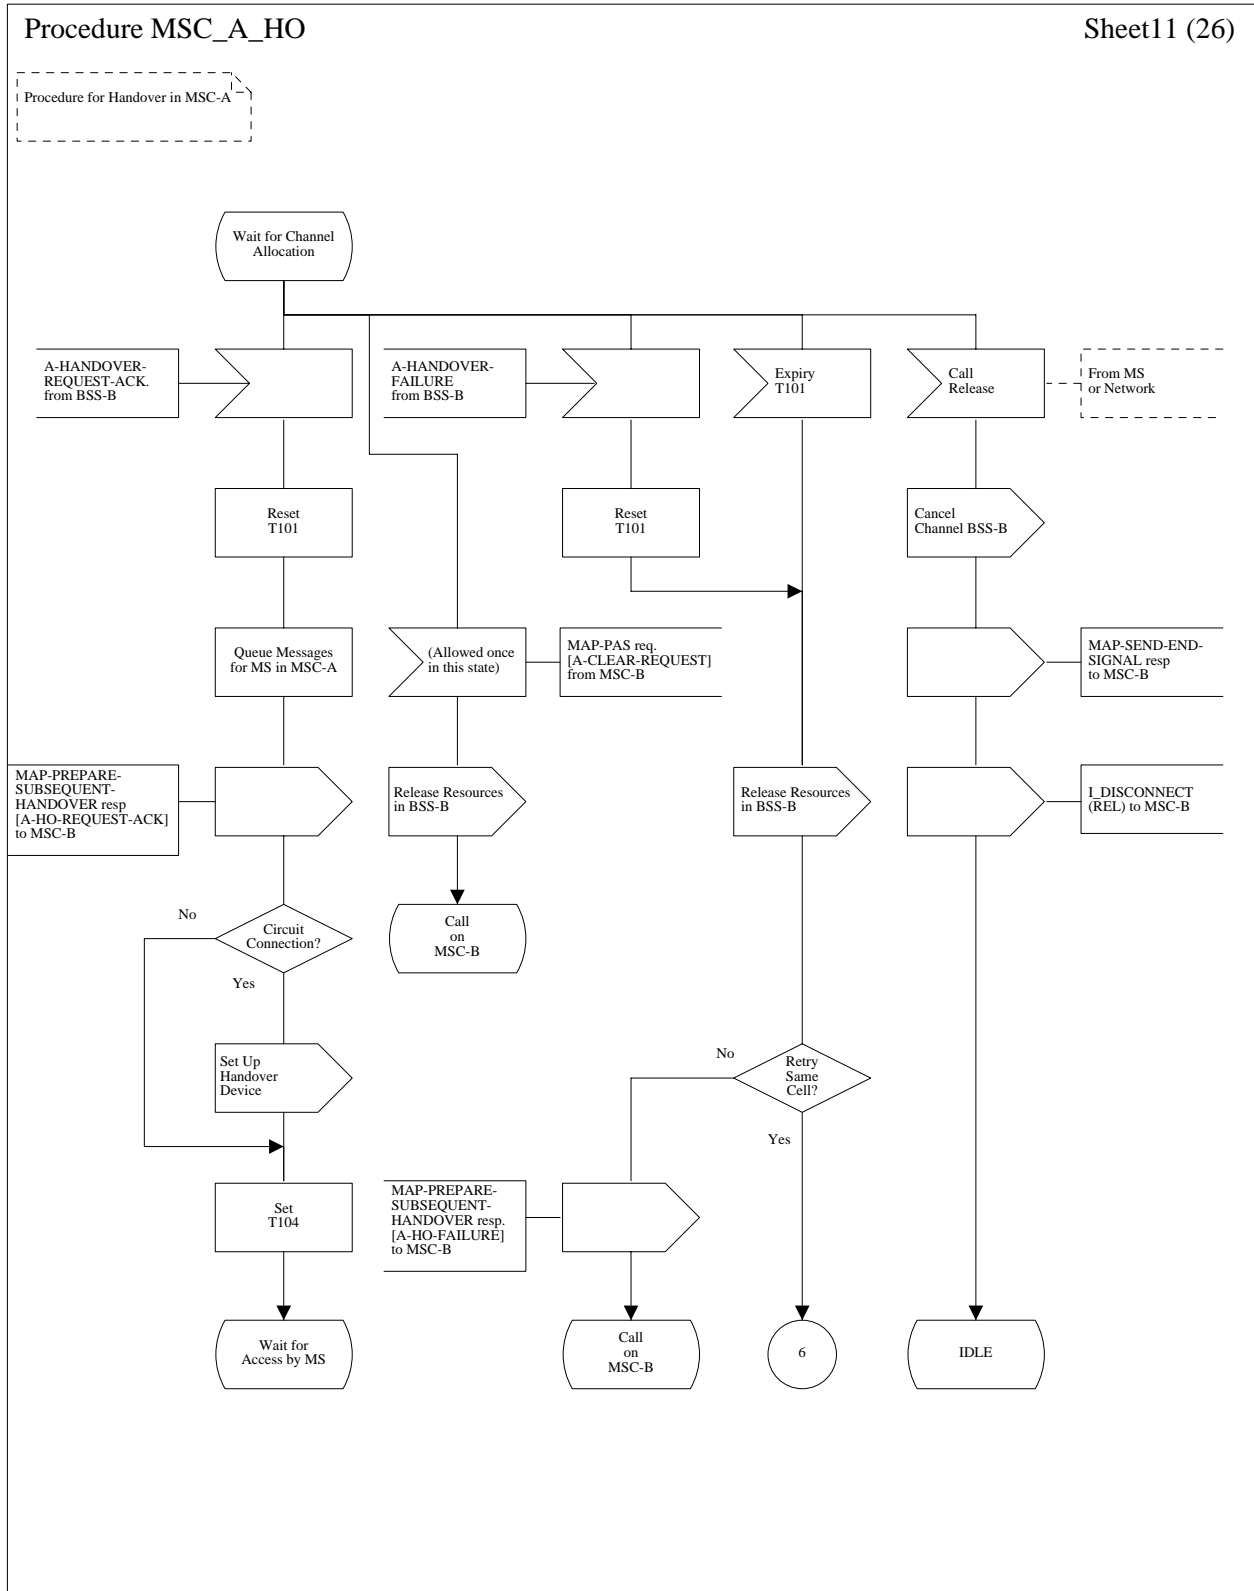 Procedure MSC_A_HO
Sheet11 (26)
Procedure for Handover in MSC-A
Wait for Channel
Allocation
A-HANDOVER-
REQUEST-ACK.
from BSS-B
A-HANDOVER-
FAILURE
from BSS-B
Expiry
T101
Call
Release
From MS
or Network
Reset
T101
Reset
T101
Cancel
Channel BSS-B
Queue Messages
for MS in MSC-A
(Allowed once
in this state)
MAP-PAS req.
[A-CLEAR-REQUEST]
from MSC-B
MAP-SEND-END-
SIGNAL resp
to MSC-B
MAP-PREPARE-
SUBSEQUENT-
HANDOVER resp
[A-HO-REQUEST-ACK]
to MSC-B
Release Resources
in BSS-B
Release Resources
in BSS-B
I_DISCONNECT
(REL) to MSC-B
No
Circuit
Connection?
Yes
Call
on
MSC-B
Set Up
Handover
Device
No
Retry
Same
Cell?
Yes
Set
T104
MAP-PREPARE-
SUBSEQUENT-
HANDOVER resp.
[A-HO-FAILURE]
to MSC-B
Wait for
Access by MS
Call
on
MSC-B
6
IDLE